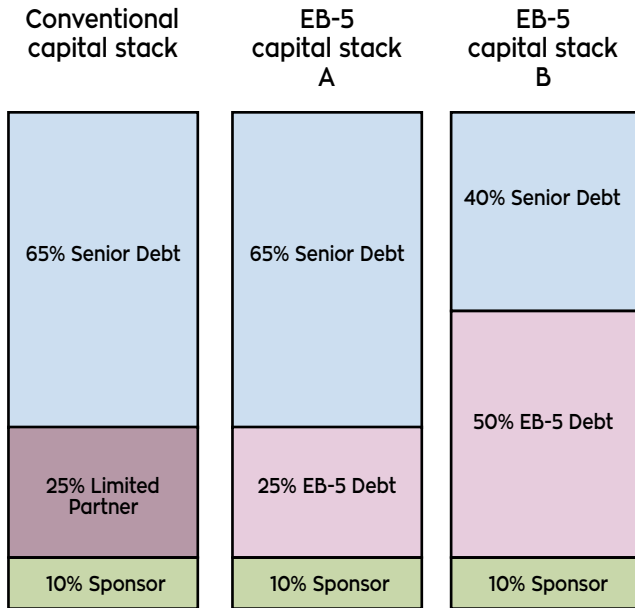 Conventional
capital stack
EB-5
capital stack
A
EB-5
capital stack
B
65% Senior Debt
25% Limited
Partner
10% Sponsor
65% Senior Debt
25% EB-5 Debt
10% Sponsor
40% Senior Debt
50% EB-5 Debt
10% Sponsor